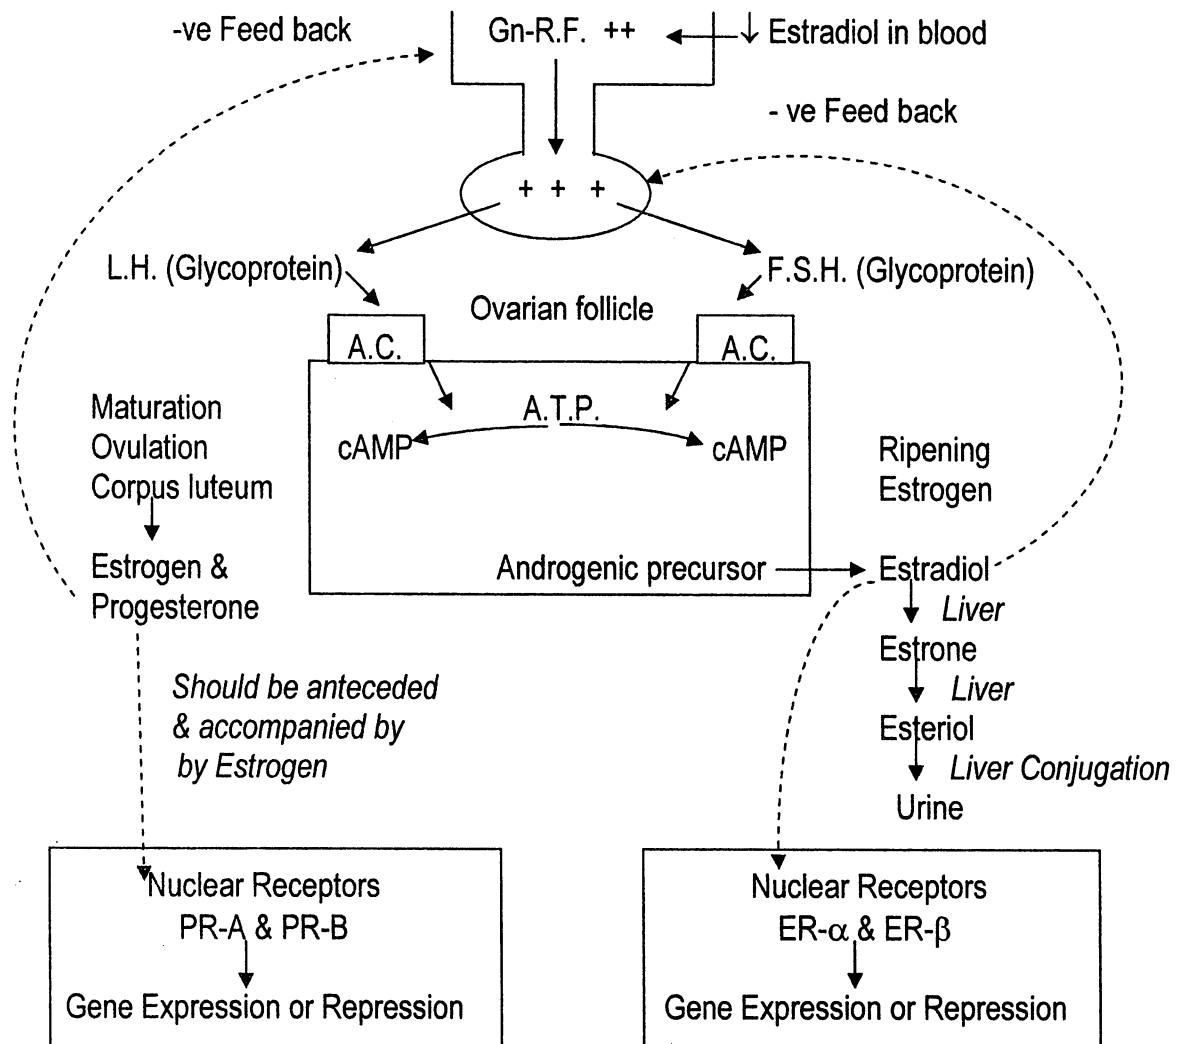 -ve Feed back
Gn-R.F. ++
↓ Estradiol in blood
- ve Feed back
+ + +
L.H. (Glycoprotein)
F.S.H. (Glycoprotein)
Ovarian follicle
A.C.
A.C.
Maturation
Ovulation
Corpus luteum
A.T.P.
cAMP
cAMP
Ripening
Estrogen
Estrogen &
Progesterone
Androgenic precursor
Estradiol
Liver
Estrone
Liver
Esteriol
Liver Conjugation
Urine
Should be anteceded
& accompanied by
by Estrogen
Nuclear Receptors
PR-A & PR-B
Gene Expression or Repression
Nuclear Receptors
ER-α & ER-β
Gene Expression or Repression